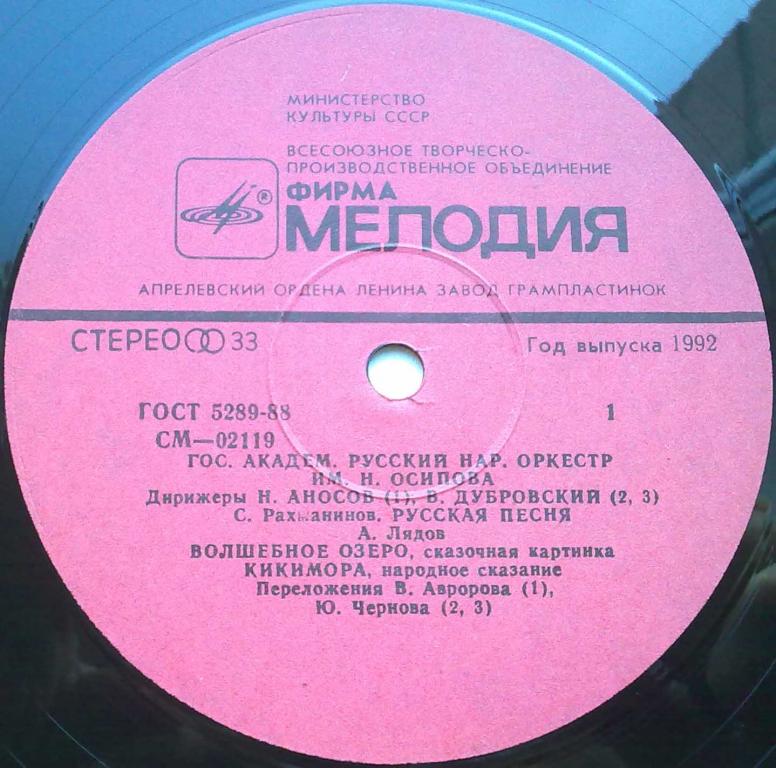 МИНИСТЕРСТВО
КУЛЬТУРЫ СССР
ВСЕСОЮЗНОЕ ТВОРЧЕСКО-
ПРОИЗВОДСТВЕННОЕ ОБЪЕДИНЕНИЕ
ФИРМА
® МЕЛОДИЯ
АПРЕЛЕВСКИЙ ОРДЕНА ЛЕНИНА ЗАВОД ГРАМПЛАСТИНОК
СТЕРЕО 33 Год выпуска 1992
ГОСТ 5289-88 1
СМ—02119
ГОС. АКАДЕМ. РУССКИЙ НАР. ОРКЕСТР
ИМ. Н. ОСИПОВА
Дирижеры Н. АНОСОВ (1), В. ДУБРОВСКИЙ (2, 3)
С. Рахманинов. РУССКАЯ ПЕСНЯ
А. Лядов
ВОЛШЕБНОЕ ОЗЕРО, сказочная картинка
КИКИМОРА, народное сказание
Переложения В. Авророва (1),
Ю. Чернова (2, 3)